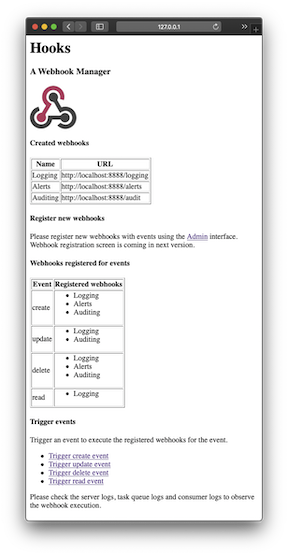 127.0.0.1
Hooks
A Webhook Manager
Created webhooks
Name URL
Logging http://localhost:8888/logging
Alerts http://localhost:8888/alerts
Auditing http://localhost:8888/audit
Register new webhooks
Please register new webhooks with events using the Admin interface.
Webhook registration screen is coming in next version.
Webhooks registered for events
Event Registered webhooks
create
Logging
Alerts
Auditing
update
Logging
Auditing
delete
Logging
Alerts
Auditing
read
Logging
Trigger events
Trigger an event to execute the registered webhooks for the event.
Trigger create event
Trigger update event
Trigger delete event
Trigger read event
Please check the server logs, task queue logs and consumer logs to observe
the webhook execution.